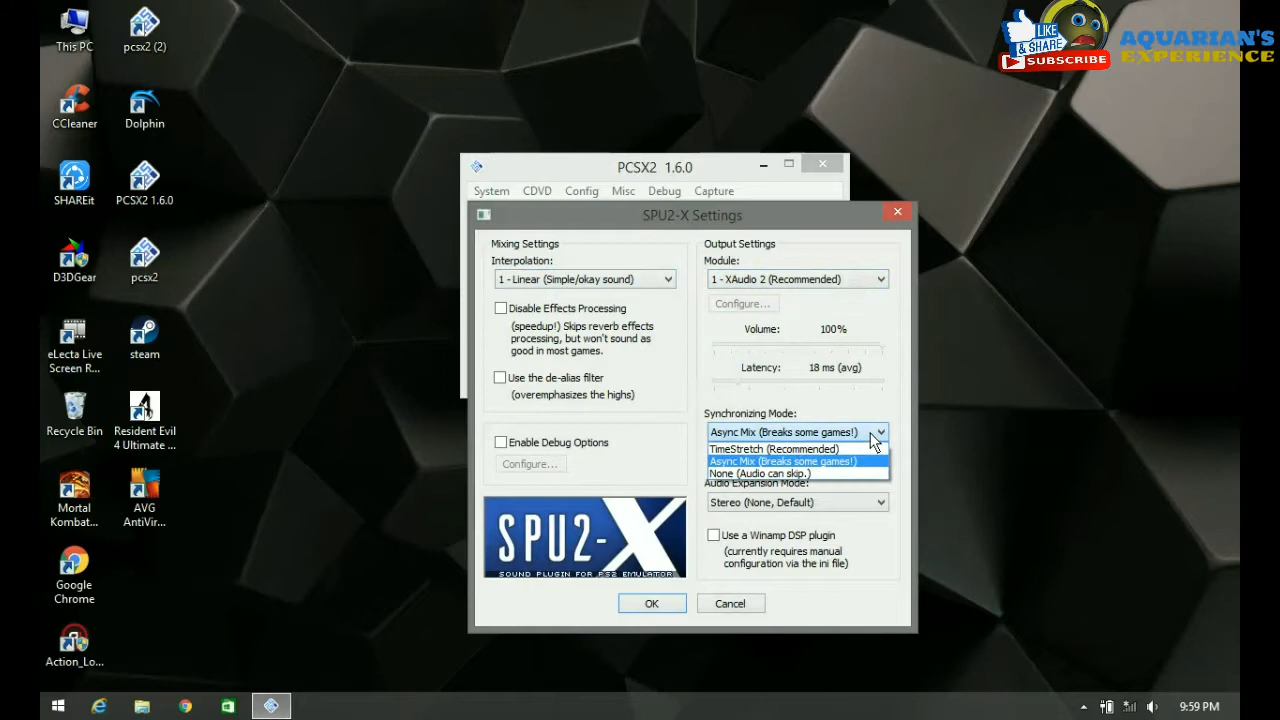 This PC
pcsx2 (2)
LIKE
& SHARE
SUBSCRIBE
AQUARIAN'S
EXPERIENCE
CCleaner
Dolphin
SHAREit
PCSX2 1.6.0
D3DGear
pcsx2
eLecta Live
Screen R...
steam
Recycle Bin
Resident Evil
4 Ultimate ...
Mortal
Kombat...
AVG
AntiVir...
Google
Chrome
Action_Lo...
PCSX2 1.6.0
System CDVD Config Misc Debug Capture
SPU2-X Settings
Mixing Settings
Interpolation:
1 - Linear (Simple/okay sound)
Disable Effects Processing
(speedup!) Skips reverb effects
processing, but won't sound as
good in most games.
Use the de-alias filter
(overemphasizes the highs)
Enable Debug Options
Configure...
SPU2-X
SOUND PLUGIN FOR PS2 EMULATOR
Output Settings
Module:
1 - XAudio 2 (Recommended)
Configure...
Volume: 100%
Latency: 18 ms (avg)
Synchronizing Mode:
Async Mix (Breaks some games!)
TimeStretch (Recommended)
Async Mix (Breaks some games!)
None (Audio can skip.)
Audio Expansion Mode:
Stereo (None, Default)
Use a Winamp DSP plugin
(currently requires manual
configuration via the ini file)
OK
Cancel
9:59 PM